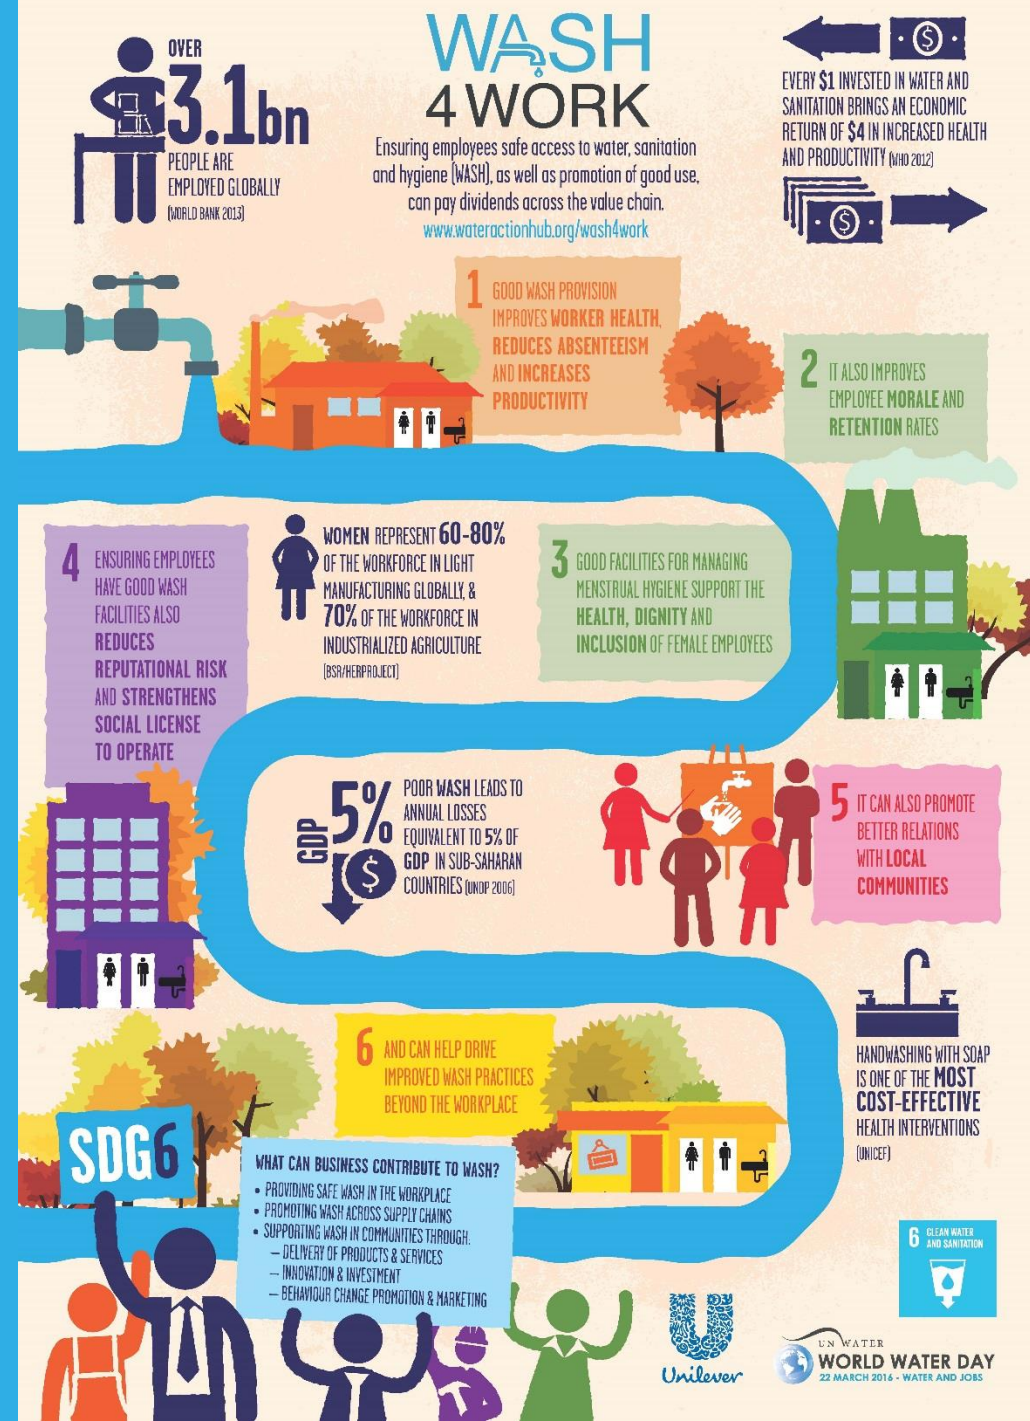 OVER
3.1bn
PEOPLE ARE
EMPLOYED GLOBALLY
(WORLD BANK 2013)
WASH
4 WORK
Ensuring employees safe access to water, sanitation
and hygiene (WASH), as well as promotion of good use,
can pay dividends across the value chain.
www.wateractionhub.org/wash4work
$
EVERY $1 INVESTED IN WATER AND
SANITATION BRINGS AN ECONOMIC
RETURN OF $4 IN INCREASED HEALTH
AND PRODUCTIVITY (WHO 2012)
$
1 GOOD WASH PROVISION
IMPROVES WORKER HEALTH,
REDUCES ABSENTEEISM
AND INCREASES
PRODUCTIVITY
2 IT ALSO IMPROVES
EMPLOYEE MORALE AND
RETENTION RATES
4 ENSURING EMPLOYEES
HAVE GOOD WASH
FACILITIES ALSO
REDUCES
REPUTATIONAL RISK
AND STRENGTHENS
SOCIAL LICENSE
TO OPERATE
WOMEN REPRESENT 60-80%
OF THE WORKFORCE IN LIGHT
MANUFACTURING GLOBALLY, &
70% OF THE WORKFORCE IN
INDUSTRIALIZED AGRICULTURE
(BSR/HERPROJECT)
3 GOOD FACILITIES FOR MANAGING
MENSTRUAL HYGIENE SUPPORT THE
HEALTH, DIGNITY AND
INCLUSION OF FEMALE EMPLOYEES
GDP
5%
$
POOR WASH LEADS TO
ANNUAL LOSSES
EQUIVALENT TO 5% OF
GDP IN SUB-SAHARAN
COUNTRIES (UNDP 2006)
5 IT CAN ALSO PROMOTE
BETTER RELATIONS
WITH LOCAL
COMMUNITIES
6 AND CAN HELP DRIVE
IMPROVED WASH PRACTICES
BEYOND THE WORKPLACE
HANDWASHING WITH SOAP
IS ONE OF THE MOST
COST-EFFECTIVE
HEALTH INTERVENTIONS
(UNICEF)
SDG6
WHAT CAN BUSINESS CONTRIBUTE TO WASH?
• PROVIDING SAFE WASH IN THE WORKPLACE
• PROMOTING WASH ACROSS SUPPLY CHAINS
• SUPPORTING WASH IN COMMUNITIES THROUGH:
– DELIVERY OF PRODUCTS & SERVICES
– INNOVATION & INVESTMENT
– BEHAVIOUR CHANGE PROMOTION & MARKETING
6 CLEAN WATER
AND SANITATION
Unilever
UN WATER
WORLD WATER DAY
22 MARCH 2016 - WATER AND JOBS